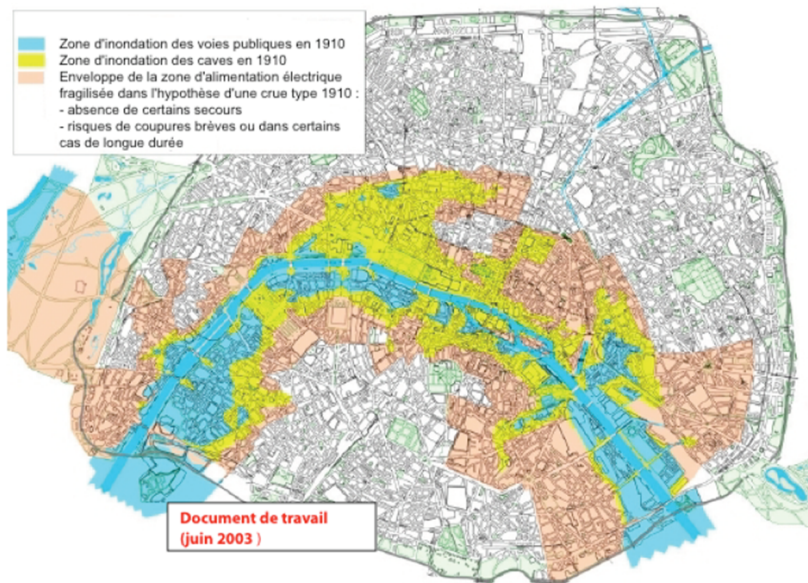 Zone d'inondation des voies publiques en 1910
Zone d'inondation des caves en 1910
Enveloppe de la zone d'alimentation électrique
fragilisée dans l'hypothèse d'une crue type 1910 :
- absence de certains secours
- risques de coupures brèves ou dans certains
cas de longue durée
Document de travail
(juin 2003 )